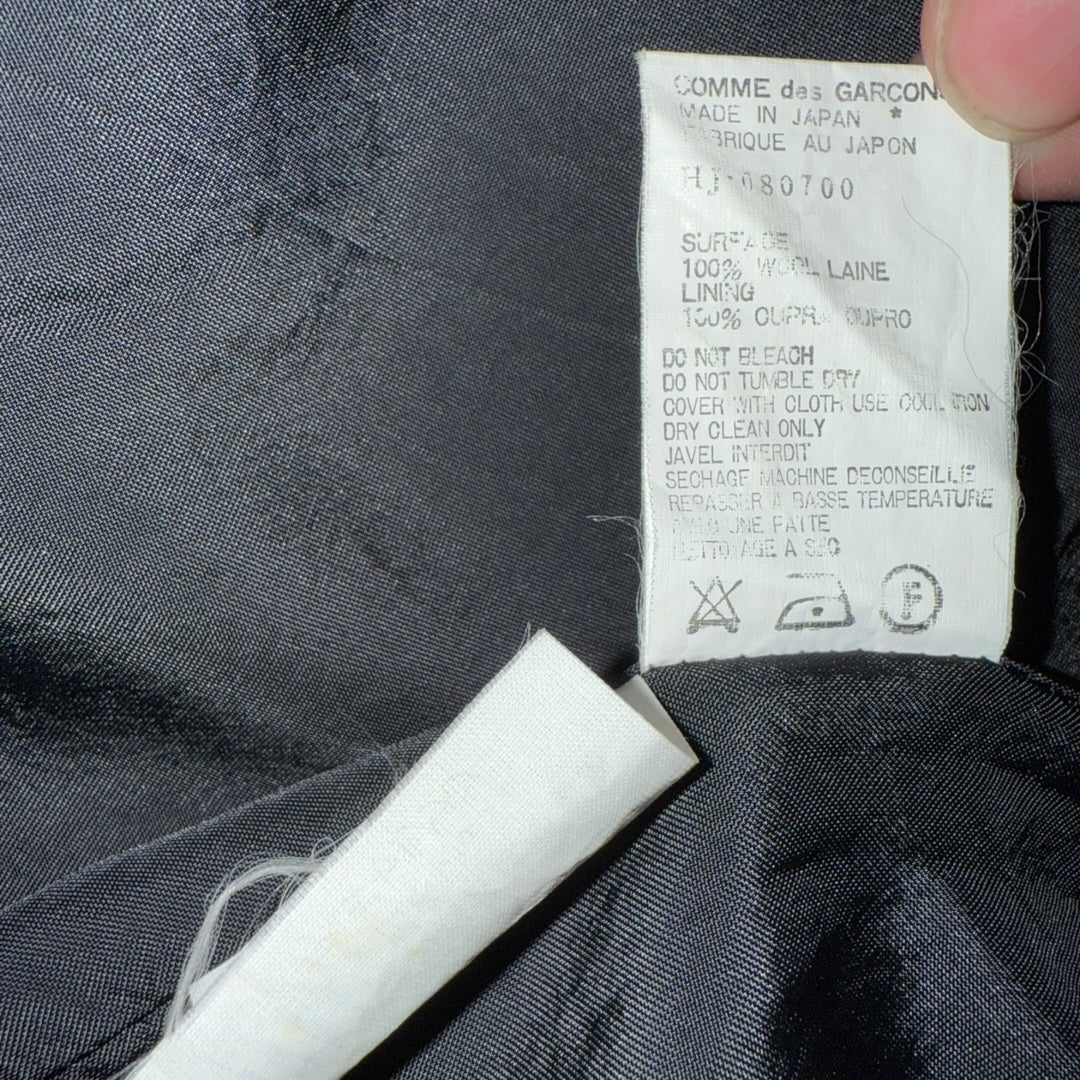 COMME des GARCONS
MADE IN JAPAN *
FABRIQUE AU JAPON
HJ-080700
SURFACE
100% WOOL LAINE
LINING
100% CUPRA CUPRO
DO NOT BLEACH
DO NOT TUMBLE DRY
COVER WITH CLOTH USE COOL IRON
DRY CLEAN ONLY
JAVEL INTERDIT
SECHAGE MACHINE DECONSEILLE
REPASSER A BASSE TEMPERATURE
UNE PATTE
NETTOYAGE A SEC
F